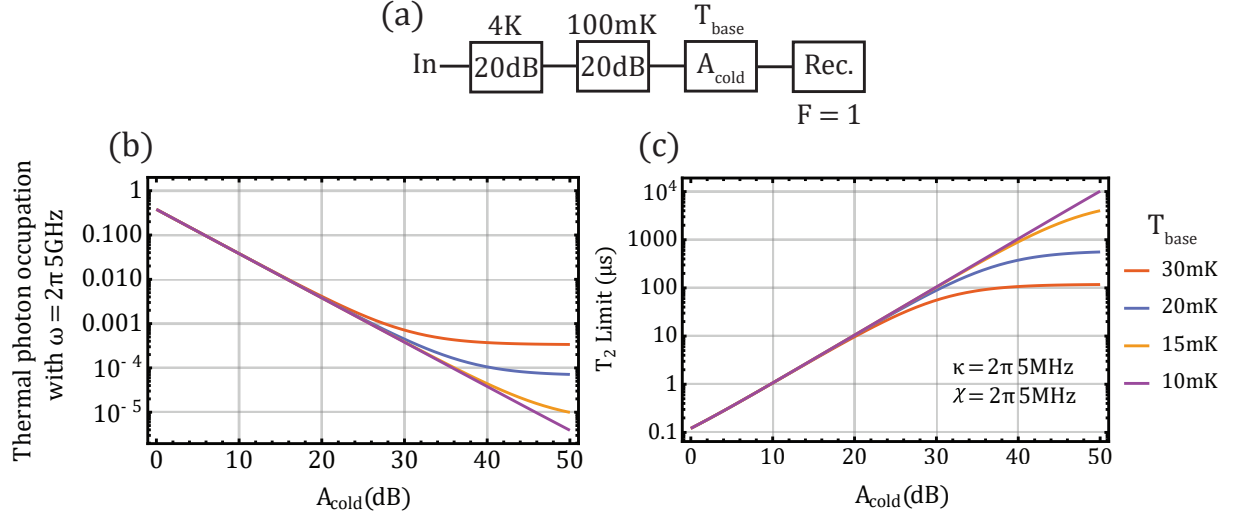 (a)
4K 100mK T_base
In 20dB 20dB A_cold Rec.
F = 1
(b)
Thermal photon occupation
with ω = 2π 5GHz
1
0.100
0.010
0.001
10⁻⁴
10⁻⁵
0 10 20 30 40 50
A_cold(dB)
(c)
T₂ Limit (μs)
10⁴
1000
100
10
1
0.1
κ = 2π 5MHz
χ = 2π 5MHz
0 10 20 30 40 50
A_cold(dB)
T_base
30mK
20mK
15mK
10mK